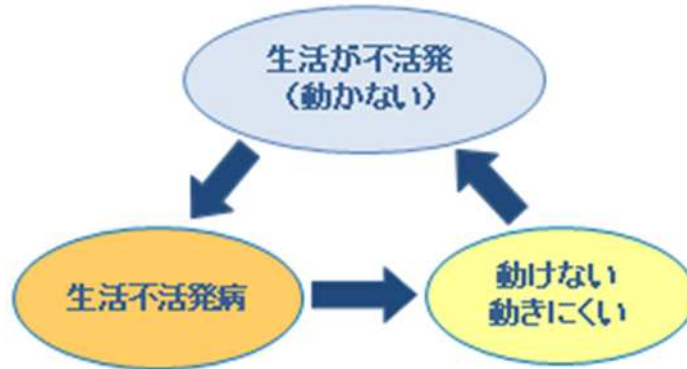 生活が不活発
（動かない）
生活不活発病
動けない
動きにくい